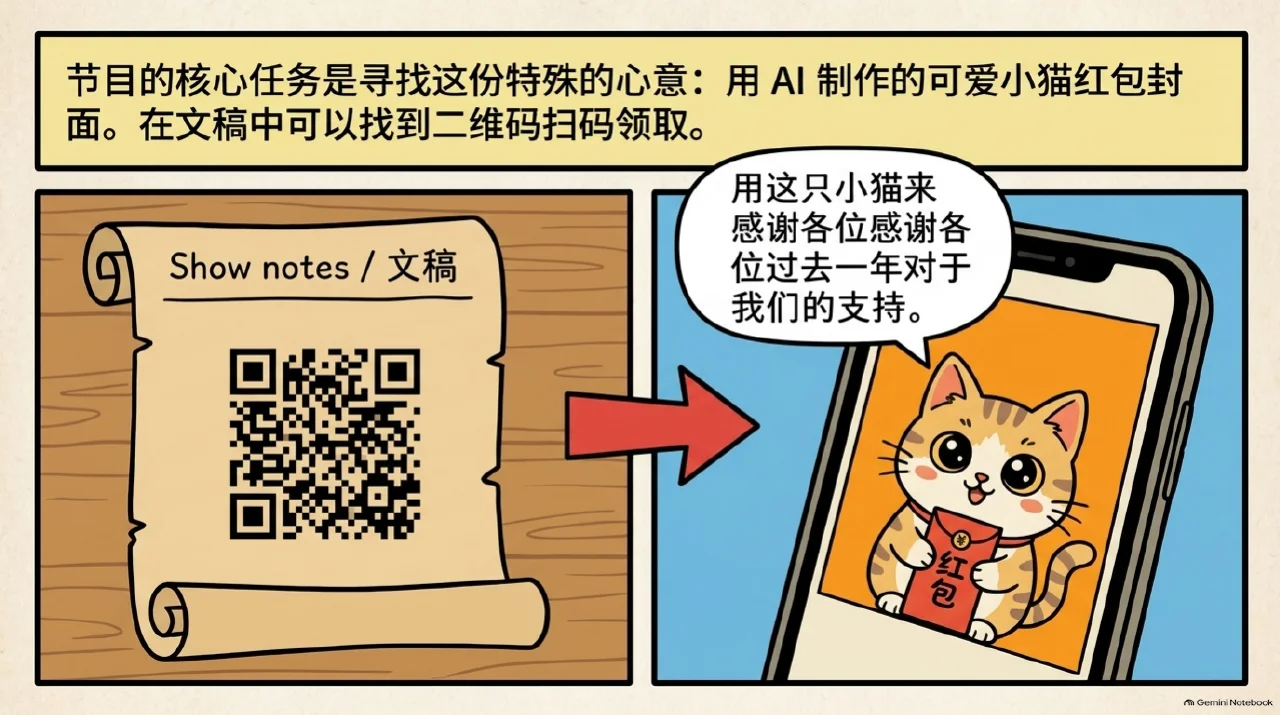 节目的核心任务是寻找这份特殊的心意：用 AI 制作的可爱小猫红包封
面。在文稿中可以找到二维码扫码领取。
Show notes / 文稿
用这只小猫来
感谢各位感谢各
位过去一年对于
我们的支持。
¥
红
包
Gemini Notebook